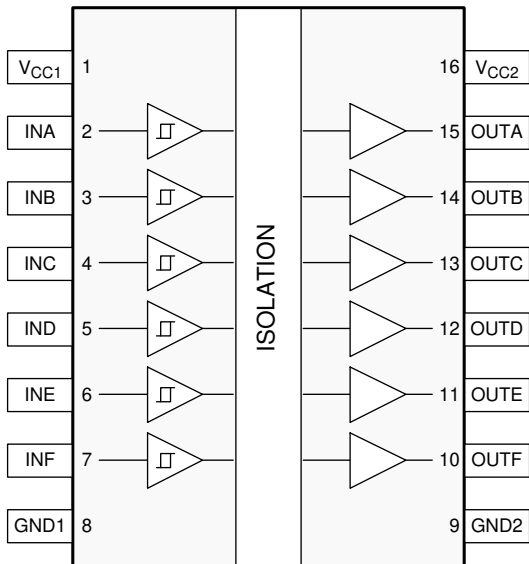 VCC1 1 16 VCC2
INA 2 15 OUTA
INB 3 14 OUTB
INC 4 13 OUTC
IND 5 12 OUTD
INE 6 11 OUTE
INF 7 10 OUTF
GND1 8 9 GND2
ISOLATION